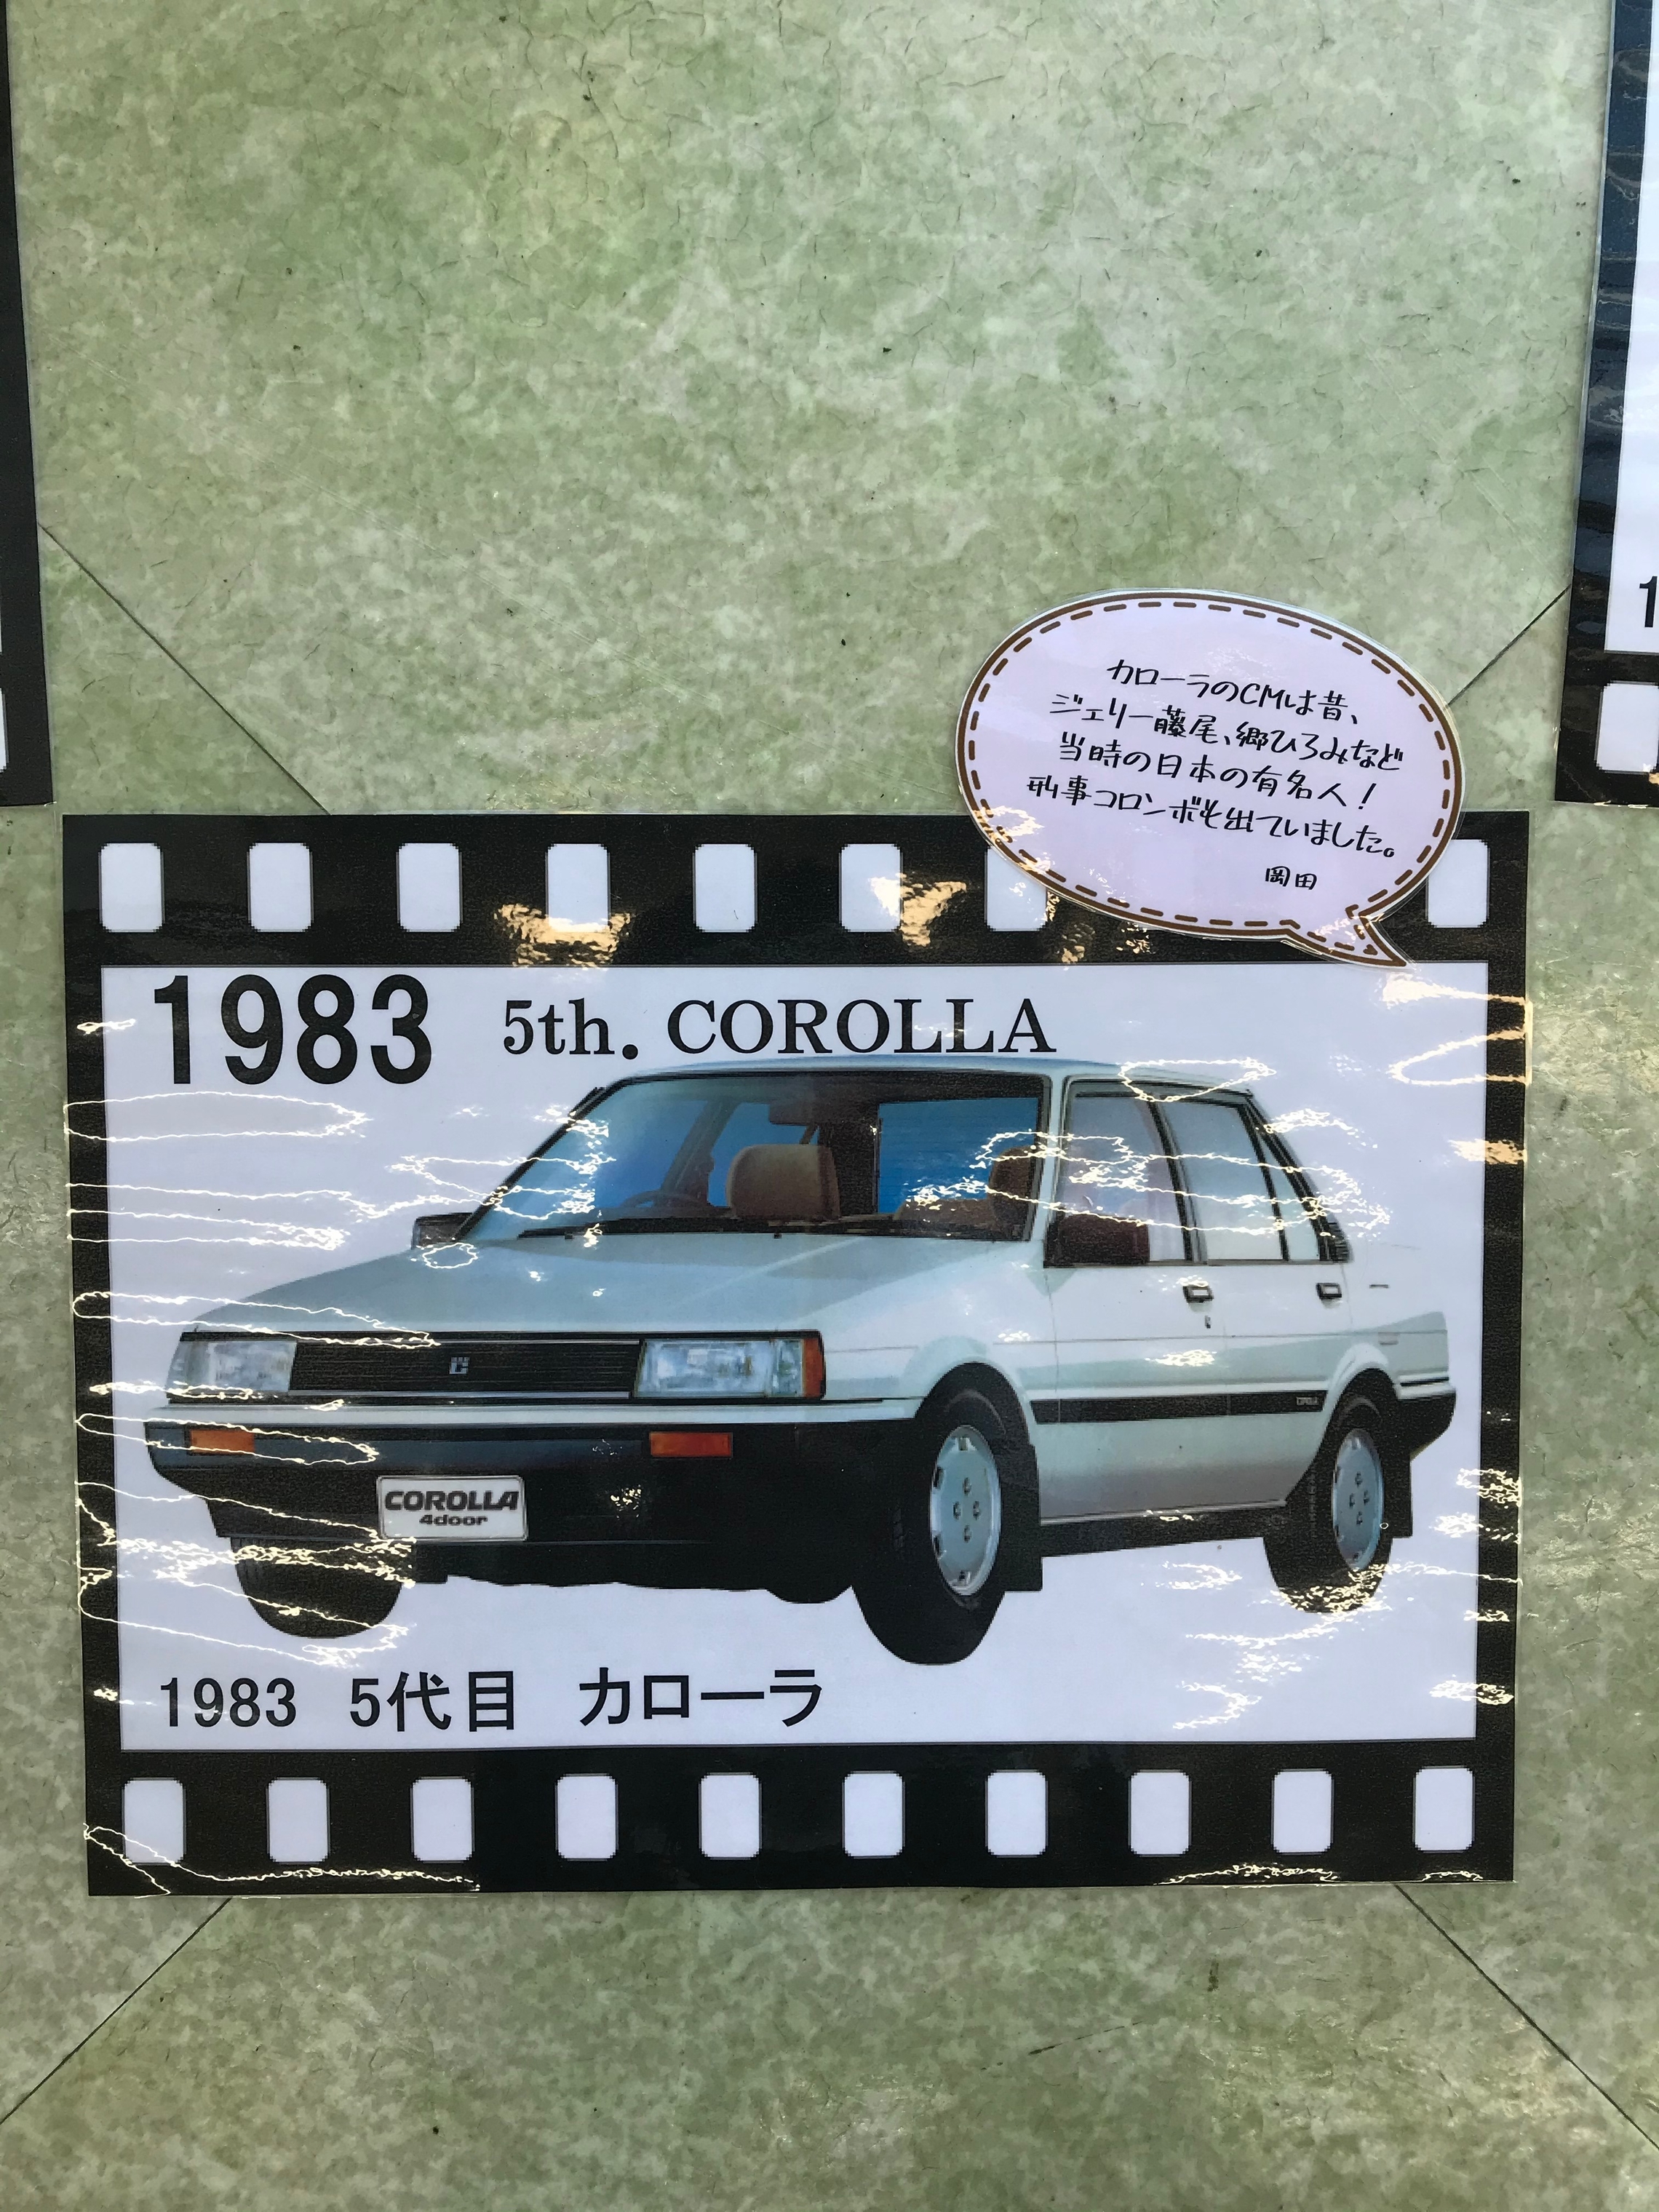 カローラのCMは昔、
ジェリー藤尾、郷ひろみなど
当時の日本の有名人！
刑事コロンボも出ていました。
岡田
1983 5th. COROLLA
COROLLA
4door
1983 5代目 カローラ